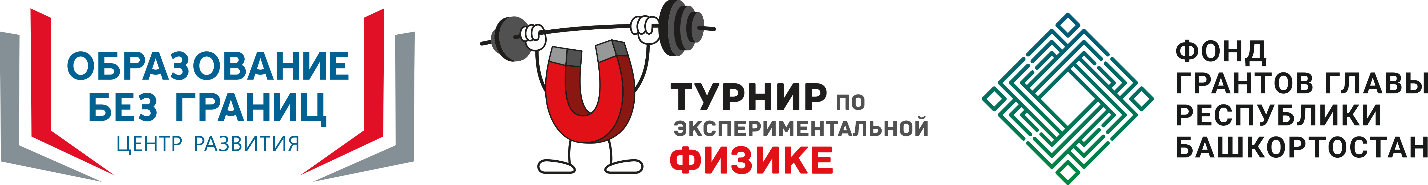 ОБРАЗОВАНИЕ
БЕЗ ГРАНИЦ
ЦЕНТР РАЗВИТИЯ
ТУРНИР ПО
ЭКСПЕРИМЕНТАЛЬНОЙ
ФИЗИКЕ
ФОНД
ГРАНТОВ ГЛАВЫ
РЕСПУБЛИКИ
БАШКОРТОСТАН